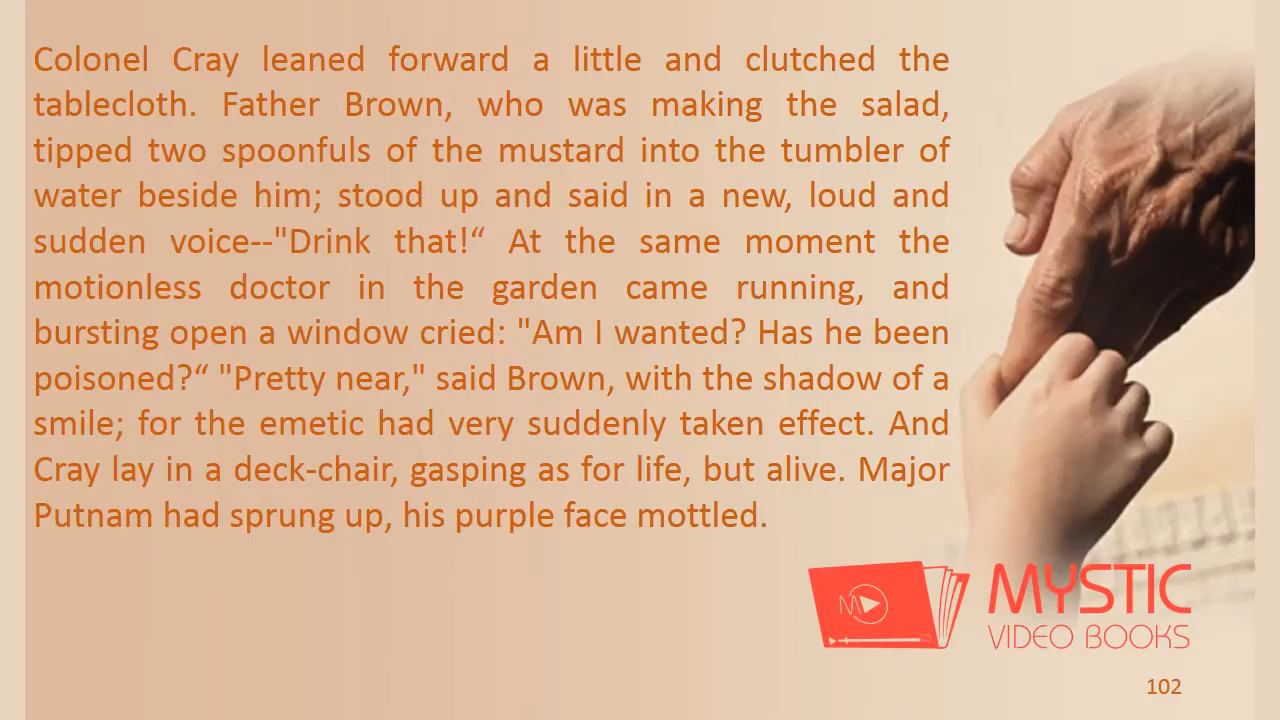 Colonel Cray leaned forward a little and clutched the
tablecloth. Father Brown, who was making the salad,
tipped two spoonfuls of the mustard into the tumbler of
water beside him; stood up and said in a new, loud and
sudden voice--"Drink that!“ At the same moment the
motionless doctor in the garden came running, and
bursting open a window cried: "Am I wanted? Has he been
poisoned?“ "Pretty near," said Brown, with the shadow of a
smile; for the emetic had very suddenly taken effect. And
Cray lay in a deck-chair, gasping as for life, but alive. Major
Putnam had sprung up, his purple face mottled.
M
MYSTIC
VIDEO BOOKS
102